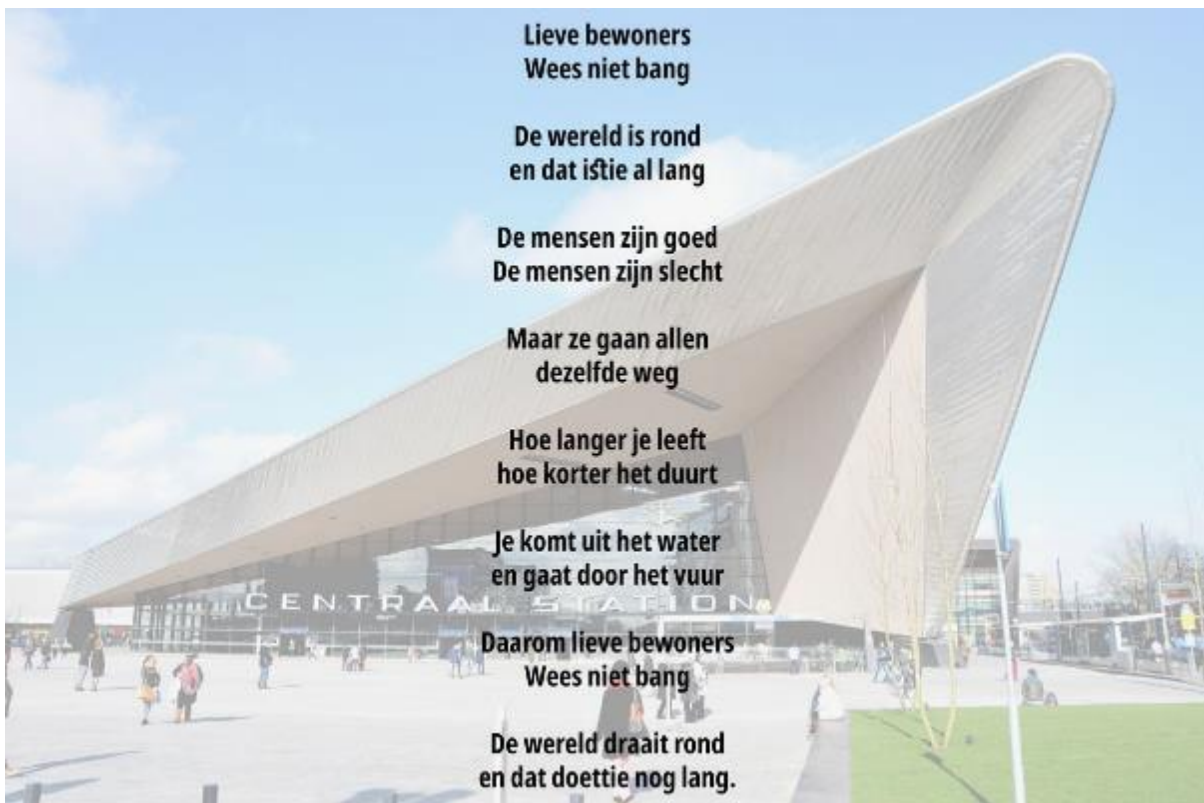 Lieve bewoners
Wees niet bang
De wereld is rond
en dat istie al lang
De mensen zijn goed
De mensen zijn slecht
Maar ze gaan allen
dezelfde weg
Hoe langer je leeft
hoe korter het duurt
Je komt uit het water
en gaat door het vuur
CENTRAAL STATION
Daarom lieve bewoners
Wees niet bang
De wereld draait rond
en dat doettie nog lang.